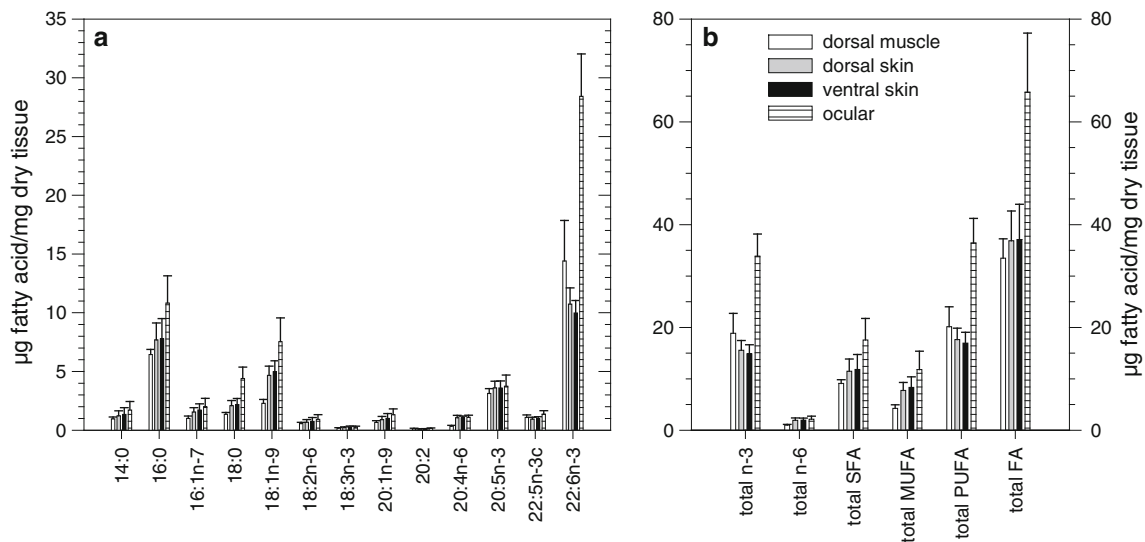 a
35
30
25
20
15
10
5
0
µg fatty acid/mg dry tissue
14:0
16:0
16:1n-7
18:0
18:1n-9
18:2n-6
18:3n-3
20:1n-9
20:2
20:4n-6
20:5n-3
22:5n-3c
22:6n-3
b
dorsal muscle
dorsal skin
ventral skin
ocular
80
60
40
20
0
80
60
40
20
0
µg fatty acid/mg dry tissue
total n-3
total n-6
total SFA
total MUFA
total PUFA
total FA